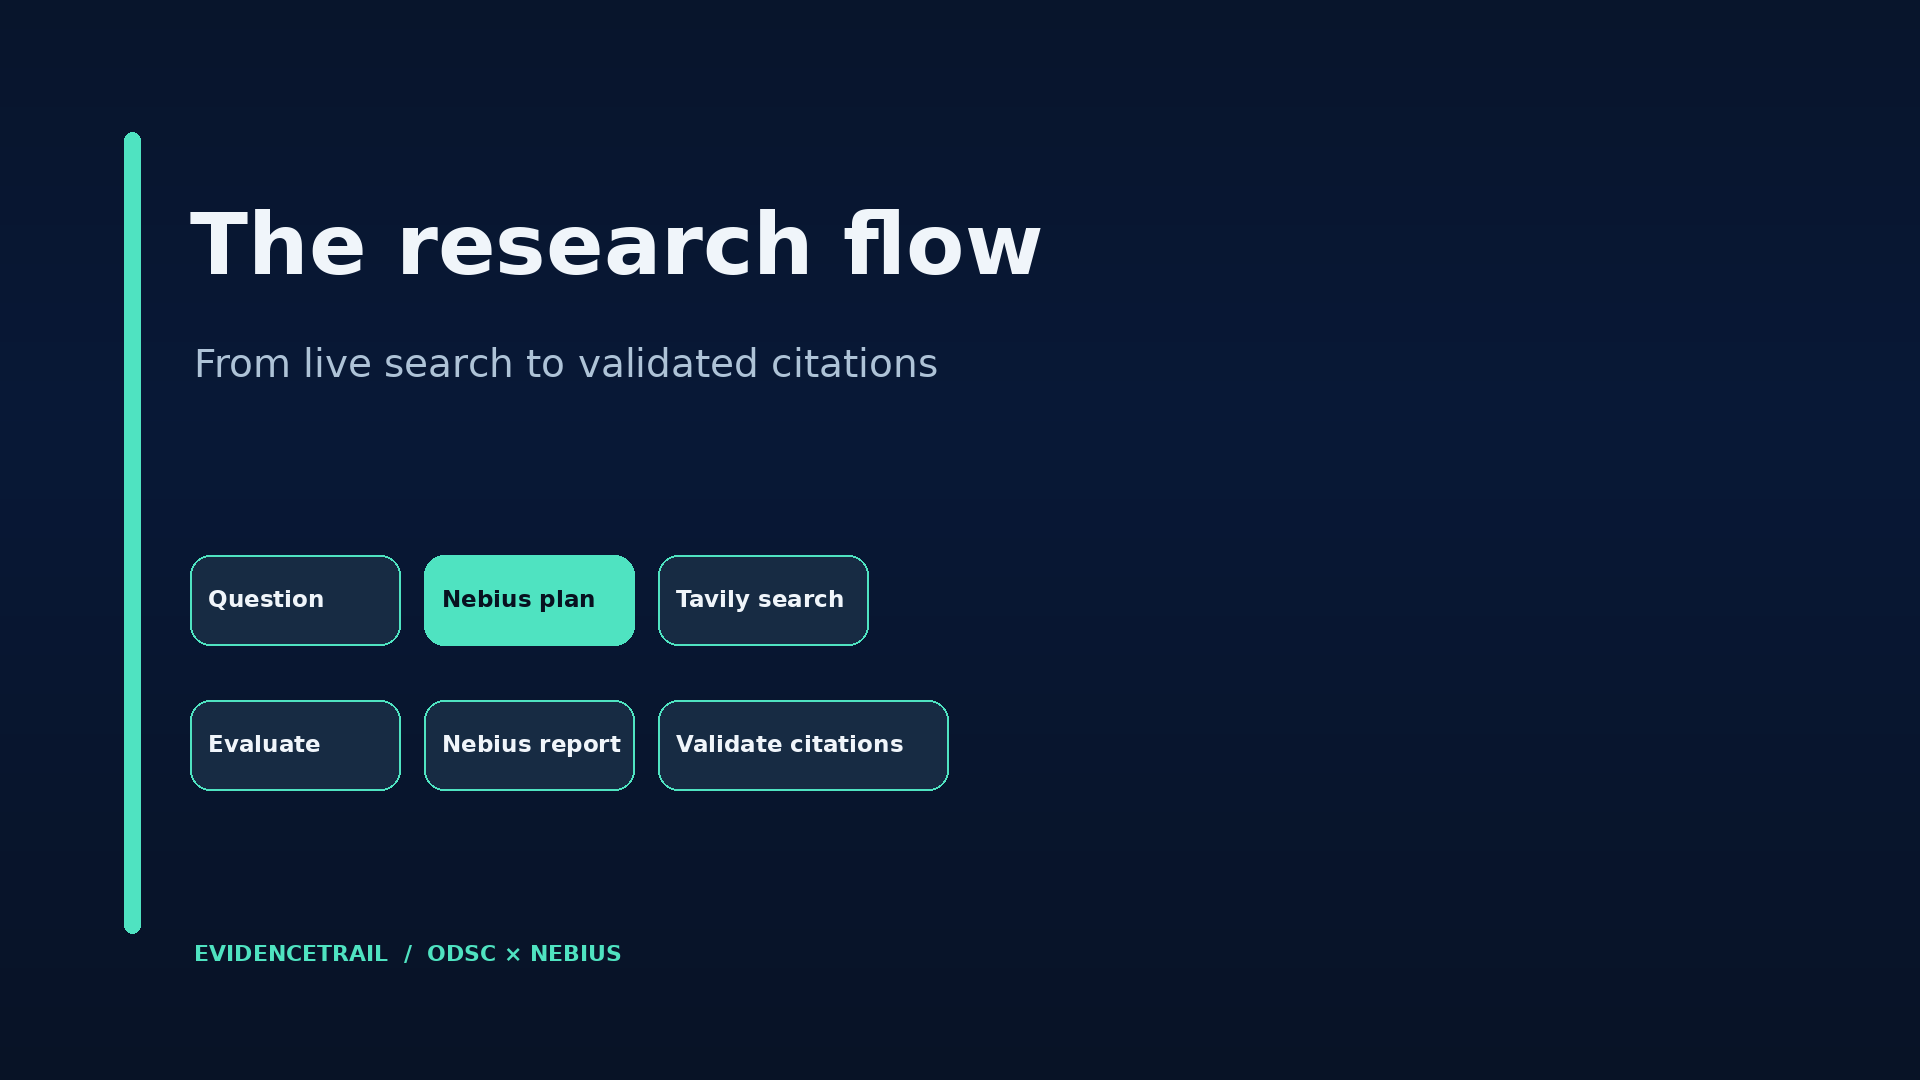 The research flow
From live search to validated citations
Question
Nebius plan
Tavily search
Evaluate
Nebius report
Validate citations
EVIDENCETRAIL / ODSC × NEBIUS